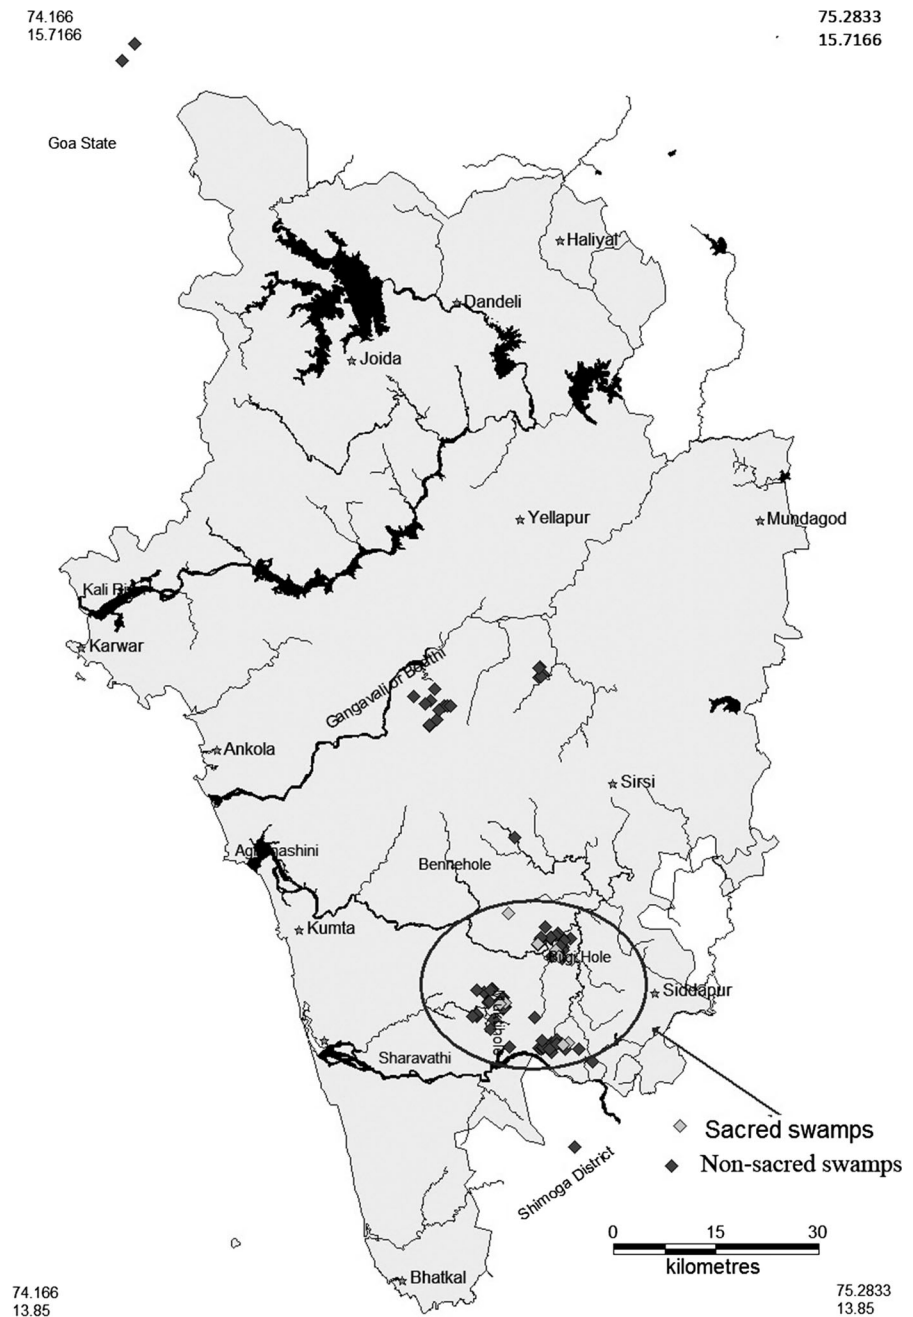 74.166
15.7166
75.2833
15.7166
Goa State
Haliyal
Dandeli
Joida
Yellapur
Mundagod
Kali
Karwar
Gangavali or Bedthi
Ankola
Sirsi
Bennehole
Kumta
Hole
Siddapur
Sharavathi
Sacred swamps
Non-sacred swamps
Shimoga District
0 15 30
kilometres
Bhatkal
74.166
13.85
75.2833
13.85